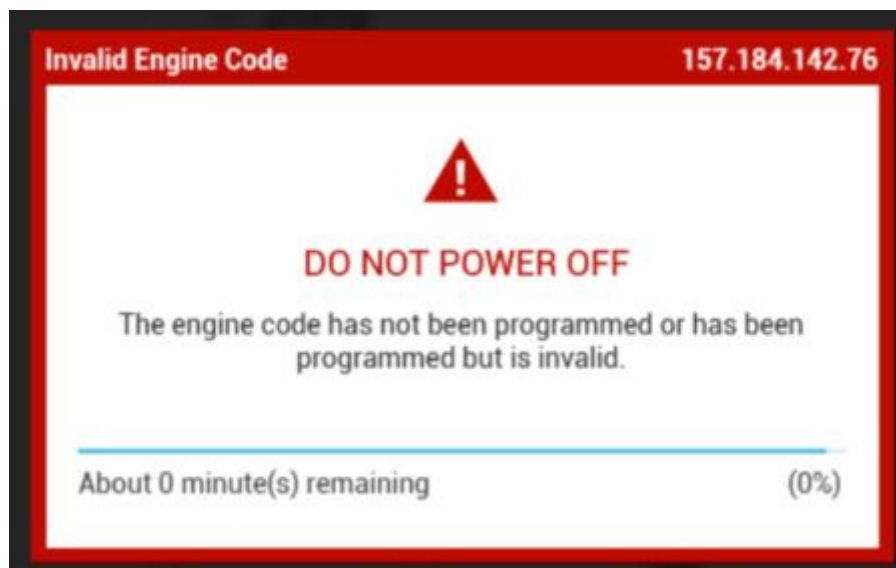 Invalid Engine Code 157.184.142.76
DO NOT POWER OFF
The engine code has not been programmed or has been
programmed but is invalid.
About 0 minute(s) remaining (0%)